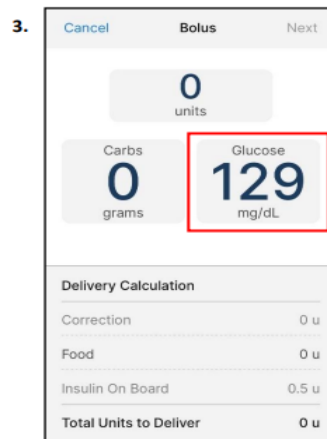 3.
Cancel Bolus Next
0
units
Carbs Glucose
0 129
grams mg/dL
Delivery Calculation
Correction 0 u
Food 0 u
Insulin On Board 0.5 u
Total Units to Deliver 0 u